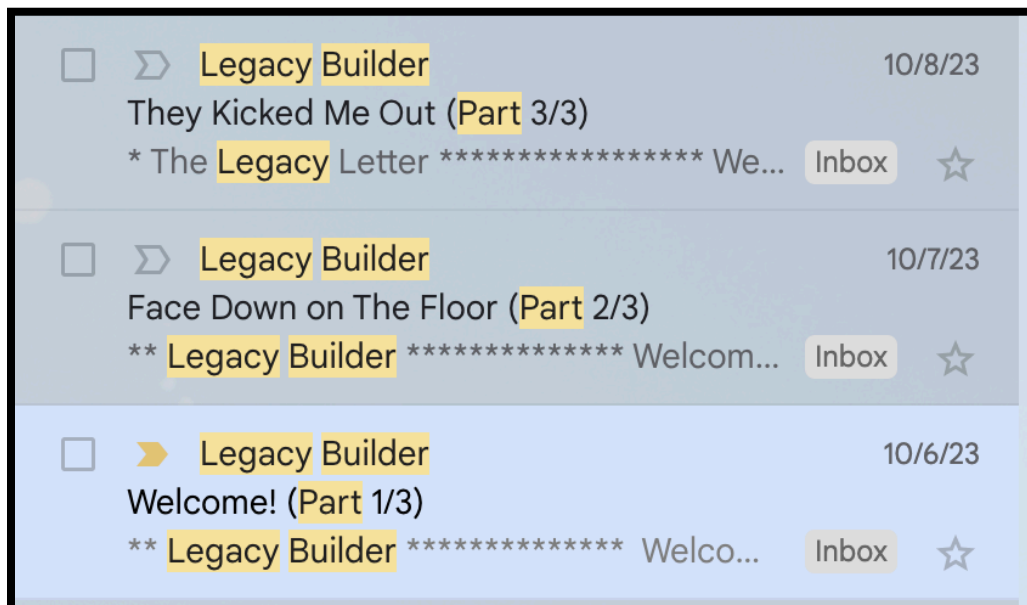 Legacy Builder 10/8/23
They Kicked Me Out (Part 3/3)
* The Legacy Letter ***************** We... Inbox
Legacy Builder 10/7/23
Face Down on The Floor (Part 2/3)
** Legacy Builder ************** Welcom... Inbox
Legacy Builder 10/6/23
Welcome! (Part 1/3)
** Legacy Builder ************** Welco... Inbox